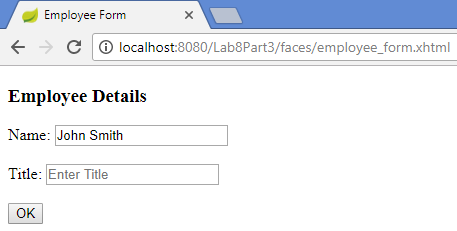 Employee Form
localhost:8080/Lab8Part3/faces/employee_form.xhtml
Employee Details
Name: John Smith
Title: Enter Title
OK